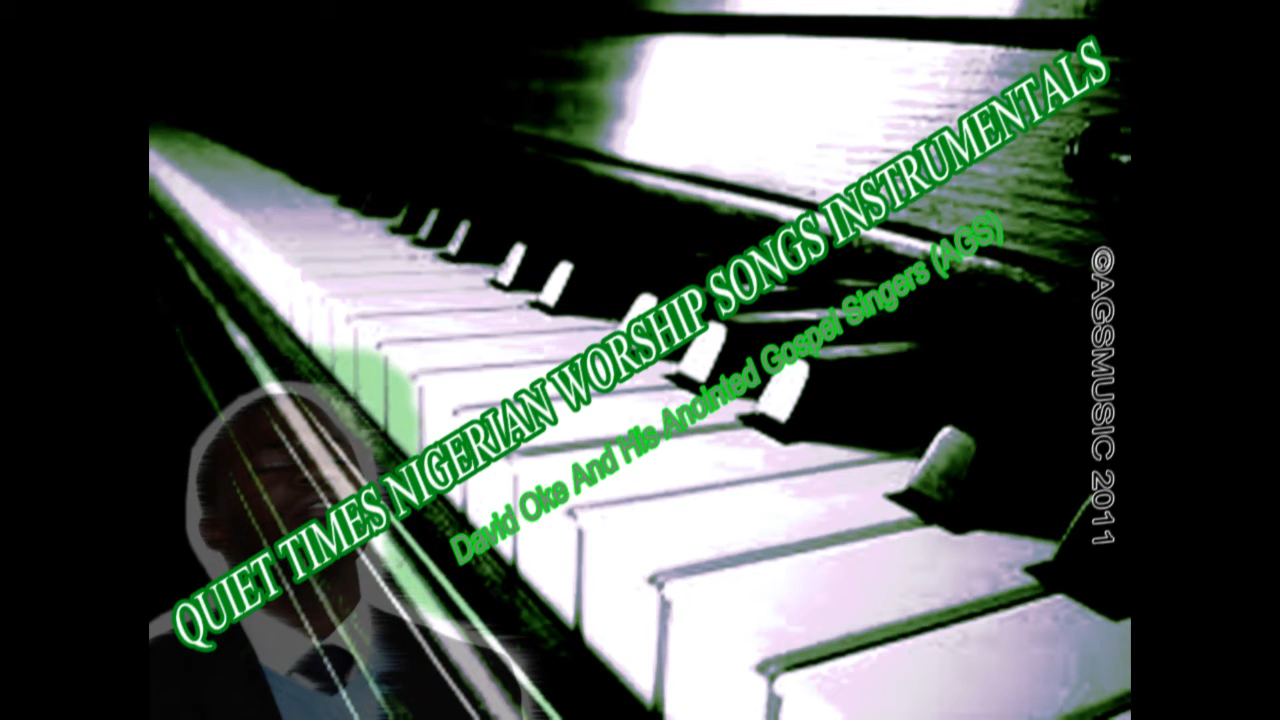 QUIET TIMES NIGERIAN WORSHIP SONGS INSTRUMENTALS
David Oke And His Anointed Gospel Singers (AGS)
©AGSMUSIC 2011